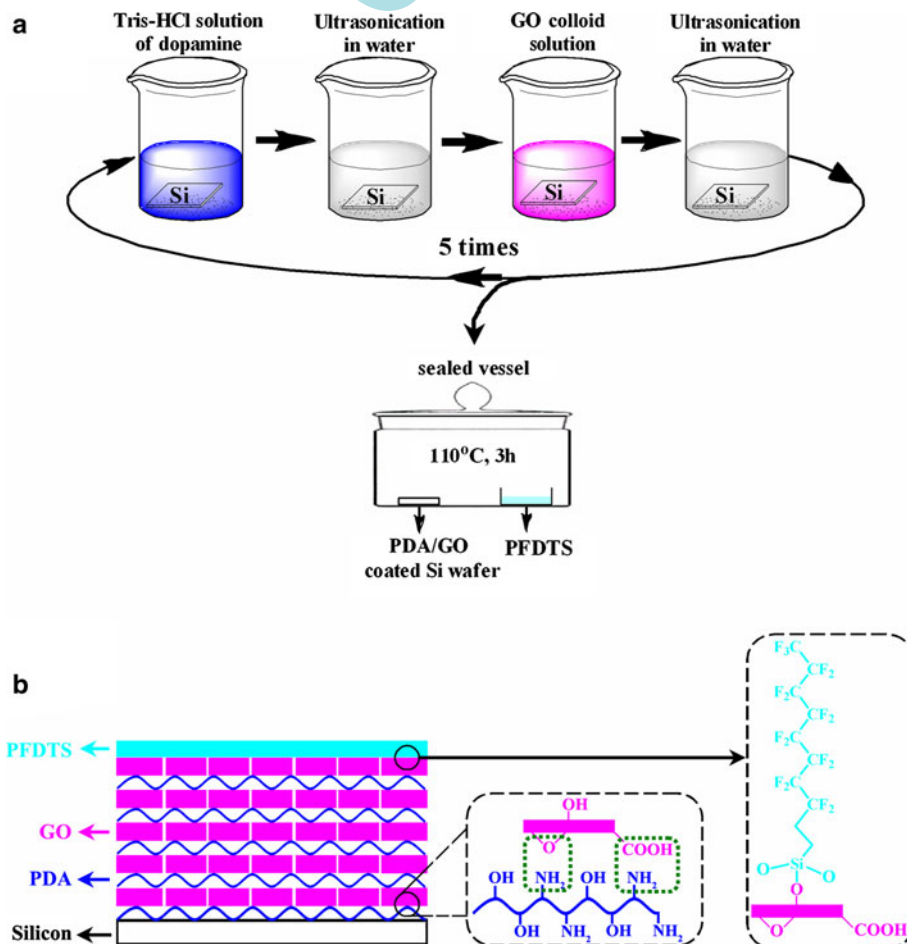 a
Tris-HCl solution
of dopamine
Ultrasonication
in water
GO colloid
solution
Ultrasonication
in water
Si
Si
Si
Si
5 times
sealed vessel
110°C, 3h
PDA/GO
coated Si wafer
PFDTS
b
PFDTS
GO
PDA
Silicon
OH
O
COOH
OH
NH₂
OH
NH₂
OH
NH₂
OH
NH₂
F₃C
CF₂
F₂C
CF₂
F₂C
CF₂
F₂C
CF₂
O
Si
O
O
O
COOH